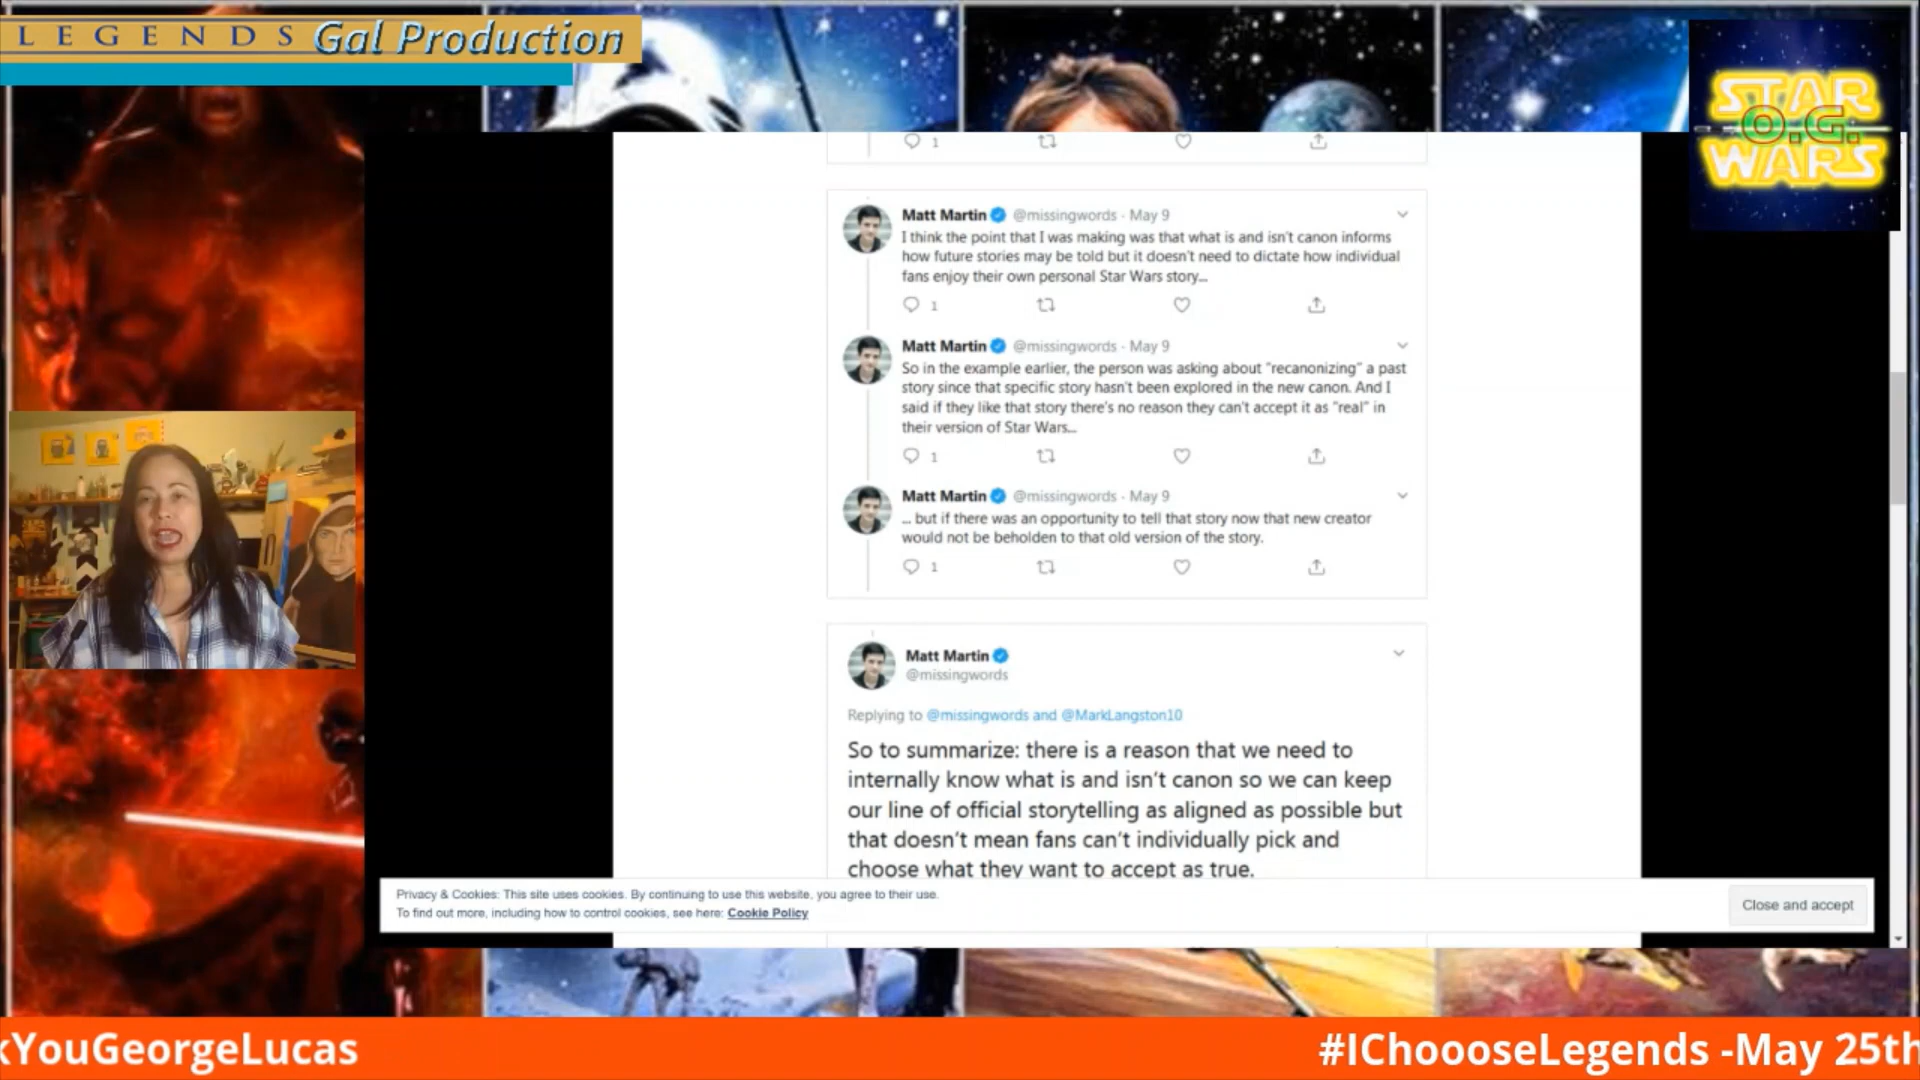 LEGENDS Gal Production
STAR
O.G.
WARS
1
Matt Martin @missingwords · May 9
I think the point that I was making was that what is and isn't canon informs
how future stories may be told but it doesn't need to dictate how individual
fans enjoy their own personal Star Wars story...
1
Matt Martin @missingwords · May 9
So in the example earlier, the person was asking about "recanonizing" a past
story since that specific story hasn't been explored in the new canon. And I
said if they like that story there's no reason they can't accept it as "real" in
their version of Star Wars...
1
Matt Martin @missingwords · May 9
... but if there was an opportunity to tell that story now that new creator
would not be beholden to that old version of the story.
1
Matt Martin
@missingwords
Replying to @missingwords and @MarkLangston10
So to summarize: there is a reason that we need to
internally know what is and isn't canon so we can keep
our line of official storytelling as aligned as possible but
that doesn't mean fans can't individually pick and
choose what they want to accept as true.
Privacy & Cookies: This site uses cookies. By continuing to use this website, you agree to their use.
To find out more, including how to control cookies, see here: Cookie Policy
Close and accept
kYouGeorgeLucas #IChoooseLegends -May 25th